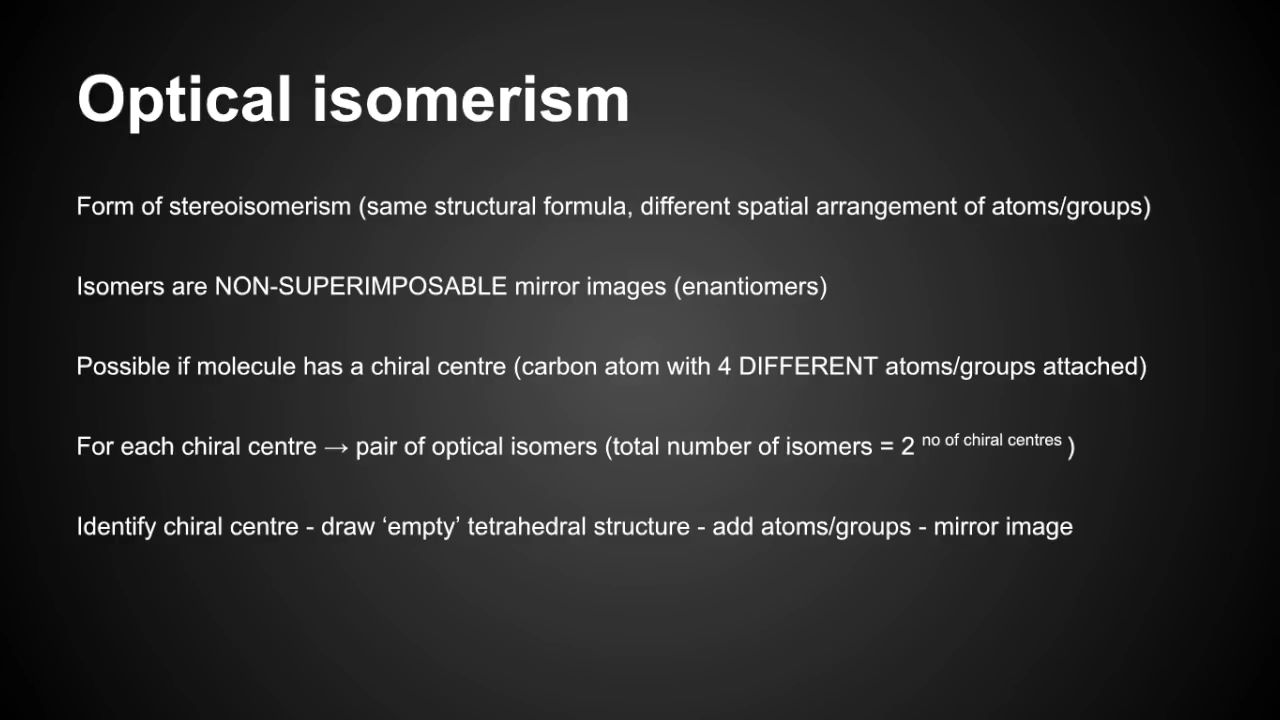 Optical isomerism
Form of stereoisomerism (same structural formula, different spatial arrangement of atoms/groups)
Isomers are NON-SUPERIMPOSABLE mirror images (enantiomers)
Possible if molecule has a chiral centre (carbon atom with 4 DIFFERENT atoms/groups attached)
For each chiral centre → pair of optical isomers (total number of isomers = 2 no of chiral centres )
Identify chiral centre - draw ‘empty’ tetrahedral structure - add atoms/groups - mirror image